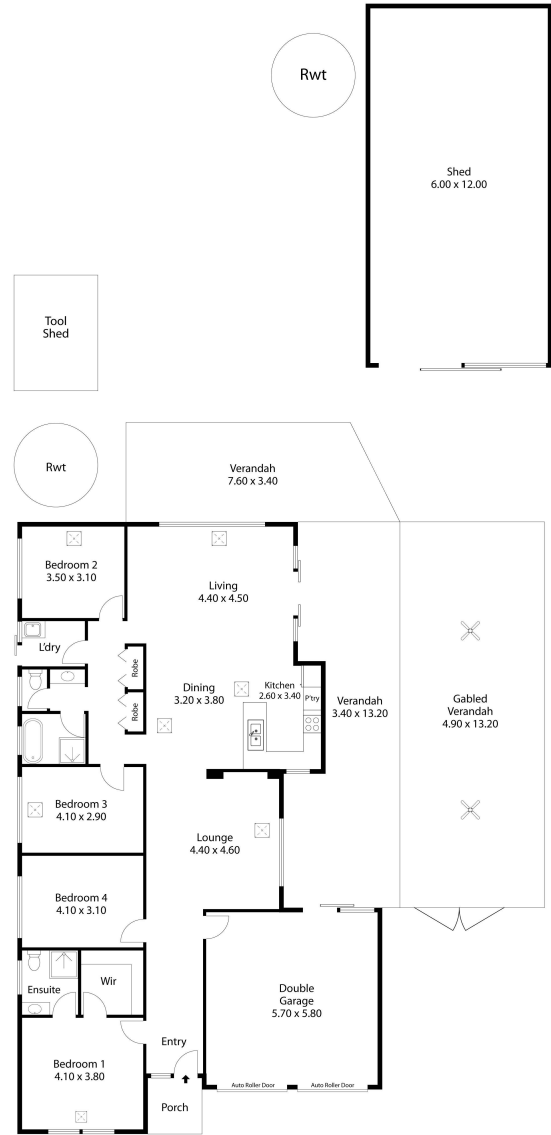 Rwt
Shed
6.00 x 12.00
Tool
Shed
Rwt
Verandah
7.60 x 3.40
Bedroom 2
3.50 x 3.10
Living
4.40 x 4.50
L'dry
Robe
Robe
Dining
3.20 x 3.80
Kitchen
2.60 x 3.40
P'try
Verandah
3.40 x 13.20
Gabled
Verandah
4.90 x 13.20
Bedroom 3
4.10 x 2.90
Lounge
4.40 x 4.60
Bedroom 4
4.10 x 3.10
Ensuite
Wir
Double
Garage
5.70 x 5.80
Entry
Bedroom 1
4.10 x 3.80
Auto Roller Door
Auto Roller Door
Porch